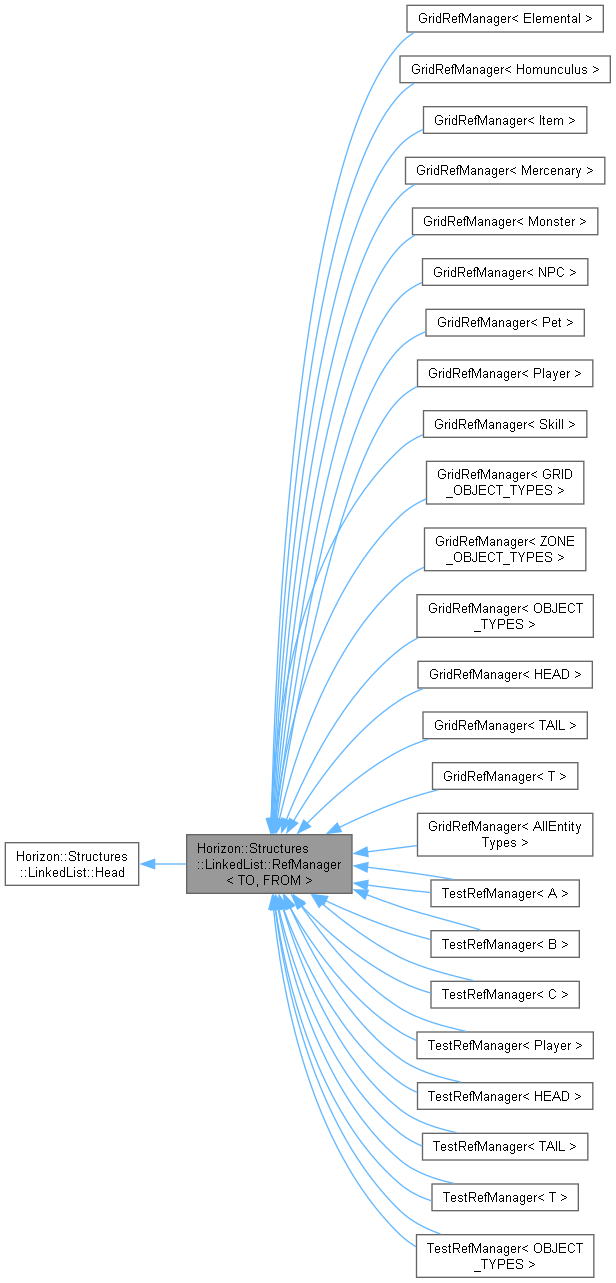 GridRefManager< Elemental >
GridRefManager< Homunculus >
GridRefManager< Item >
GridRefManager< Mercenary >
GridRefManager< Monster >
GridRefManager< NPC >
GridRefManager< Pet >
GridRefManager< Player >
GridRefManager< Skill >
GridRefManager< GRID
_OBJECT_TYPES >
GridRefManager< ZONE
_OBJECT_TYPES >
GridRefManager< OBJECT
_TYPES >
GridRefManager< HEAD >
GridRefManager< TAIL >
GridRefManager< T >
GridRefManager< AllEntity
Types >
Horizon::Structures
::LinkedList::Head
Horizon::Structures
::LinkedList::RefManager
< TO, FROM >
TestRefManager< A >
TestRefManager< B >
TestRefManager< C >
TestRefManager< Player >
TestRefManager< HEAD >
TestRefManager< TAIL >
TestRefManager< T >
TestRefManager< OBJECT
_TYPES >